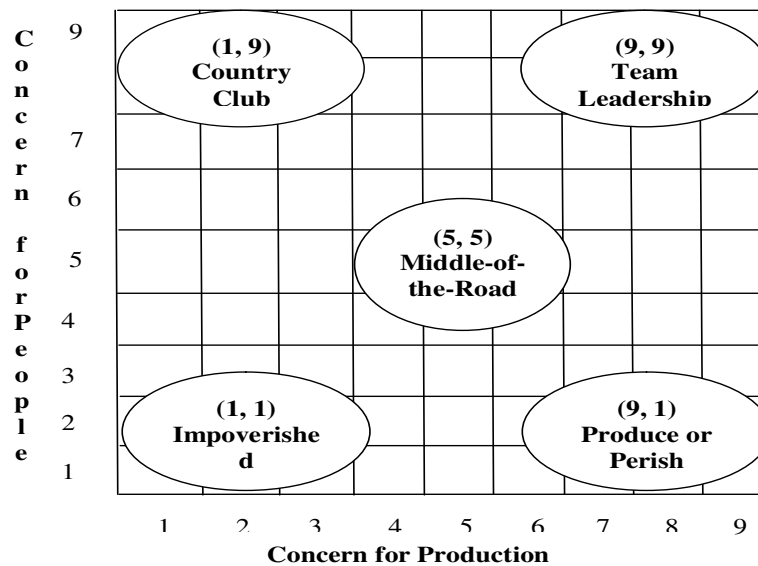 Concern forPeople
9
7
6
5
4
3
2
1
(1, 9)
Country
Club
(9, 9)
Team
Leadership
(5, 5)
Middle-of-
the-Road
(1, 1)
Impoverishe
d
(9, 1)
Produce or
Perish
1 2 3 4 5 6 7 8 9
Concern for Production